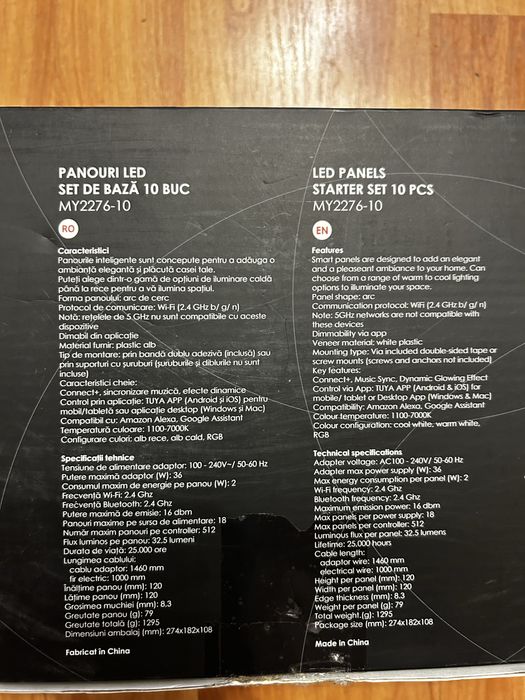 PANOURI LED
SET DE BAZĂ 10 BUC
MY2276-10
RO
Caracteristici
Panourile inteligente sunt concepute pentru a adăuga o
ambianță elegantă și plăcută casei tale.
Puteți alege dintr-o gamă de opțiuni de iluminare caldă
până la rece pentru a vă ilumina spațiul.
Forma panoului: arc de cerc
Protocol de comunicare: Wi-Fi (2.4 GHz b/ g/ n)
Notă: rețelele de 5 GHz nu sunt compatibile cu aceste
dispozitive
Dimabil din aplicație
Material furnir: plastic alb
Tip de montare: prin bandă dublu adezivă (inclusă) sau
prin suporturi cu șuruburi (șuruburile și diblurile nu sunt
incluse)
Caracteristici cheie:
Connect+, sincronizare muzică, efecte dinamice
Control prin aplicație: TUYA APP (Android și iOS) pentru
mobil/tabletă sau aplicație desktop (Windows și Mac)
Compatibil cu: Amazon Alexa, Google Assistant
Temperatură culoare: 1100-7000K
Configurare culori: alb rece, alb cald, RGB
Specificații tehnice
Tensiune de alimentare adaptor: 100 - 240V~/ 50-60 Hz
Putere maximă adaptor (W): 36
Consumul maxim de energie pe panou (W): 2
Frecvență Wi-Fi: 2.4 Ghz
Frecvență Bluetooth: 2.4 Ghz
Putere maximă de emisie: 16 dbm
Panouri maxime pe sursa de alimentare: 18
Număr maxim panouri pe controller: 512
Flux luminos pe panou: 32.5 lumeni
Durata de viață: 25.000 ore
Lungimea cablului:
cablu adaptor: 1460 mm
fir electric: 1000 mm
Înălțime panou (mm): 120
Lățime panou (mm): 120
Grosimea muchiei (mm): 8.3
Greutate panou (g): 79
Greutate totală (g): 1295
Dimensiuni ambalaj (mm): 274x182x108
Fabricat în China
LED PANELS
STARTER SET 10 PCS
MY2276-10
EN
Features
Smart panels are designed to add an elegant
and a pleasant ambiance to your home. Can
choose from a range of warm to cool lighting
options to illuminate your space.
Panel shape: arc
Communication protocol: WiFi (2.4 GHz b/ g/ n)
Note: 5GHz networks are not compatible with
these devices
Dimmability via app
Veneer material: white plastic
Mounting type: Via included double-sided tape or
screw mounts (screws and anchors not included)
Key features:
Connect+, Music Sync, Dynamic Glowing Effect
Control via App: TUYA APP (Android & iOS) for
mobile/ tablet or Desktop App (Windows & Mac)
Compatibility: Amazon Alexa, Google Assistant
Colour temperature: 1100-7000K
Colour configuration: cool white, warm white,
RGB
Technical specifications
Adapter voltage: AC100 - 240V/ 50-60 Hz
Adapter max power supply (W): 36
Max energy consumption per panel (W): 2
Wi-Fi frequency: 2.4 Ghz
Bluetooth frequency: 2.4 Ghz
Maximum emission power: 16 dbm
Max panels per power supply: 18
Max panels per controller: 512
Luminous flux per panel: 32.5 lumens
Lifetime: 25,000 hours
Cable length:
adaptor wire: 1460 mm
electrical wire: 1000 mm
Height per panel (mm): 120
Width per panel (mm): 120
Edge thickness (mm): 8.3
Weight per panel (g): 79
Total weight.(g): 1295
Package size (mm): 274x182x108
Made in China